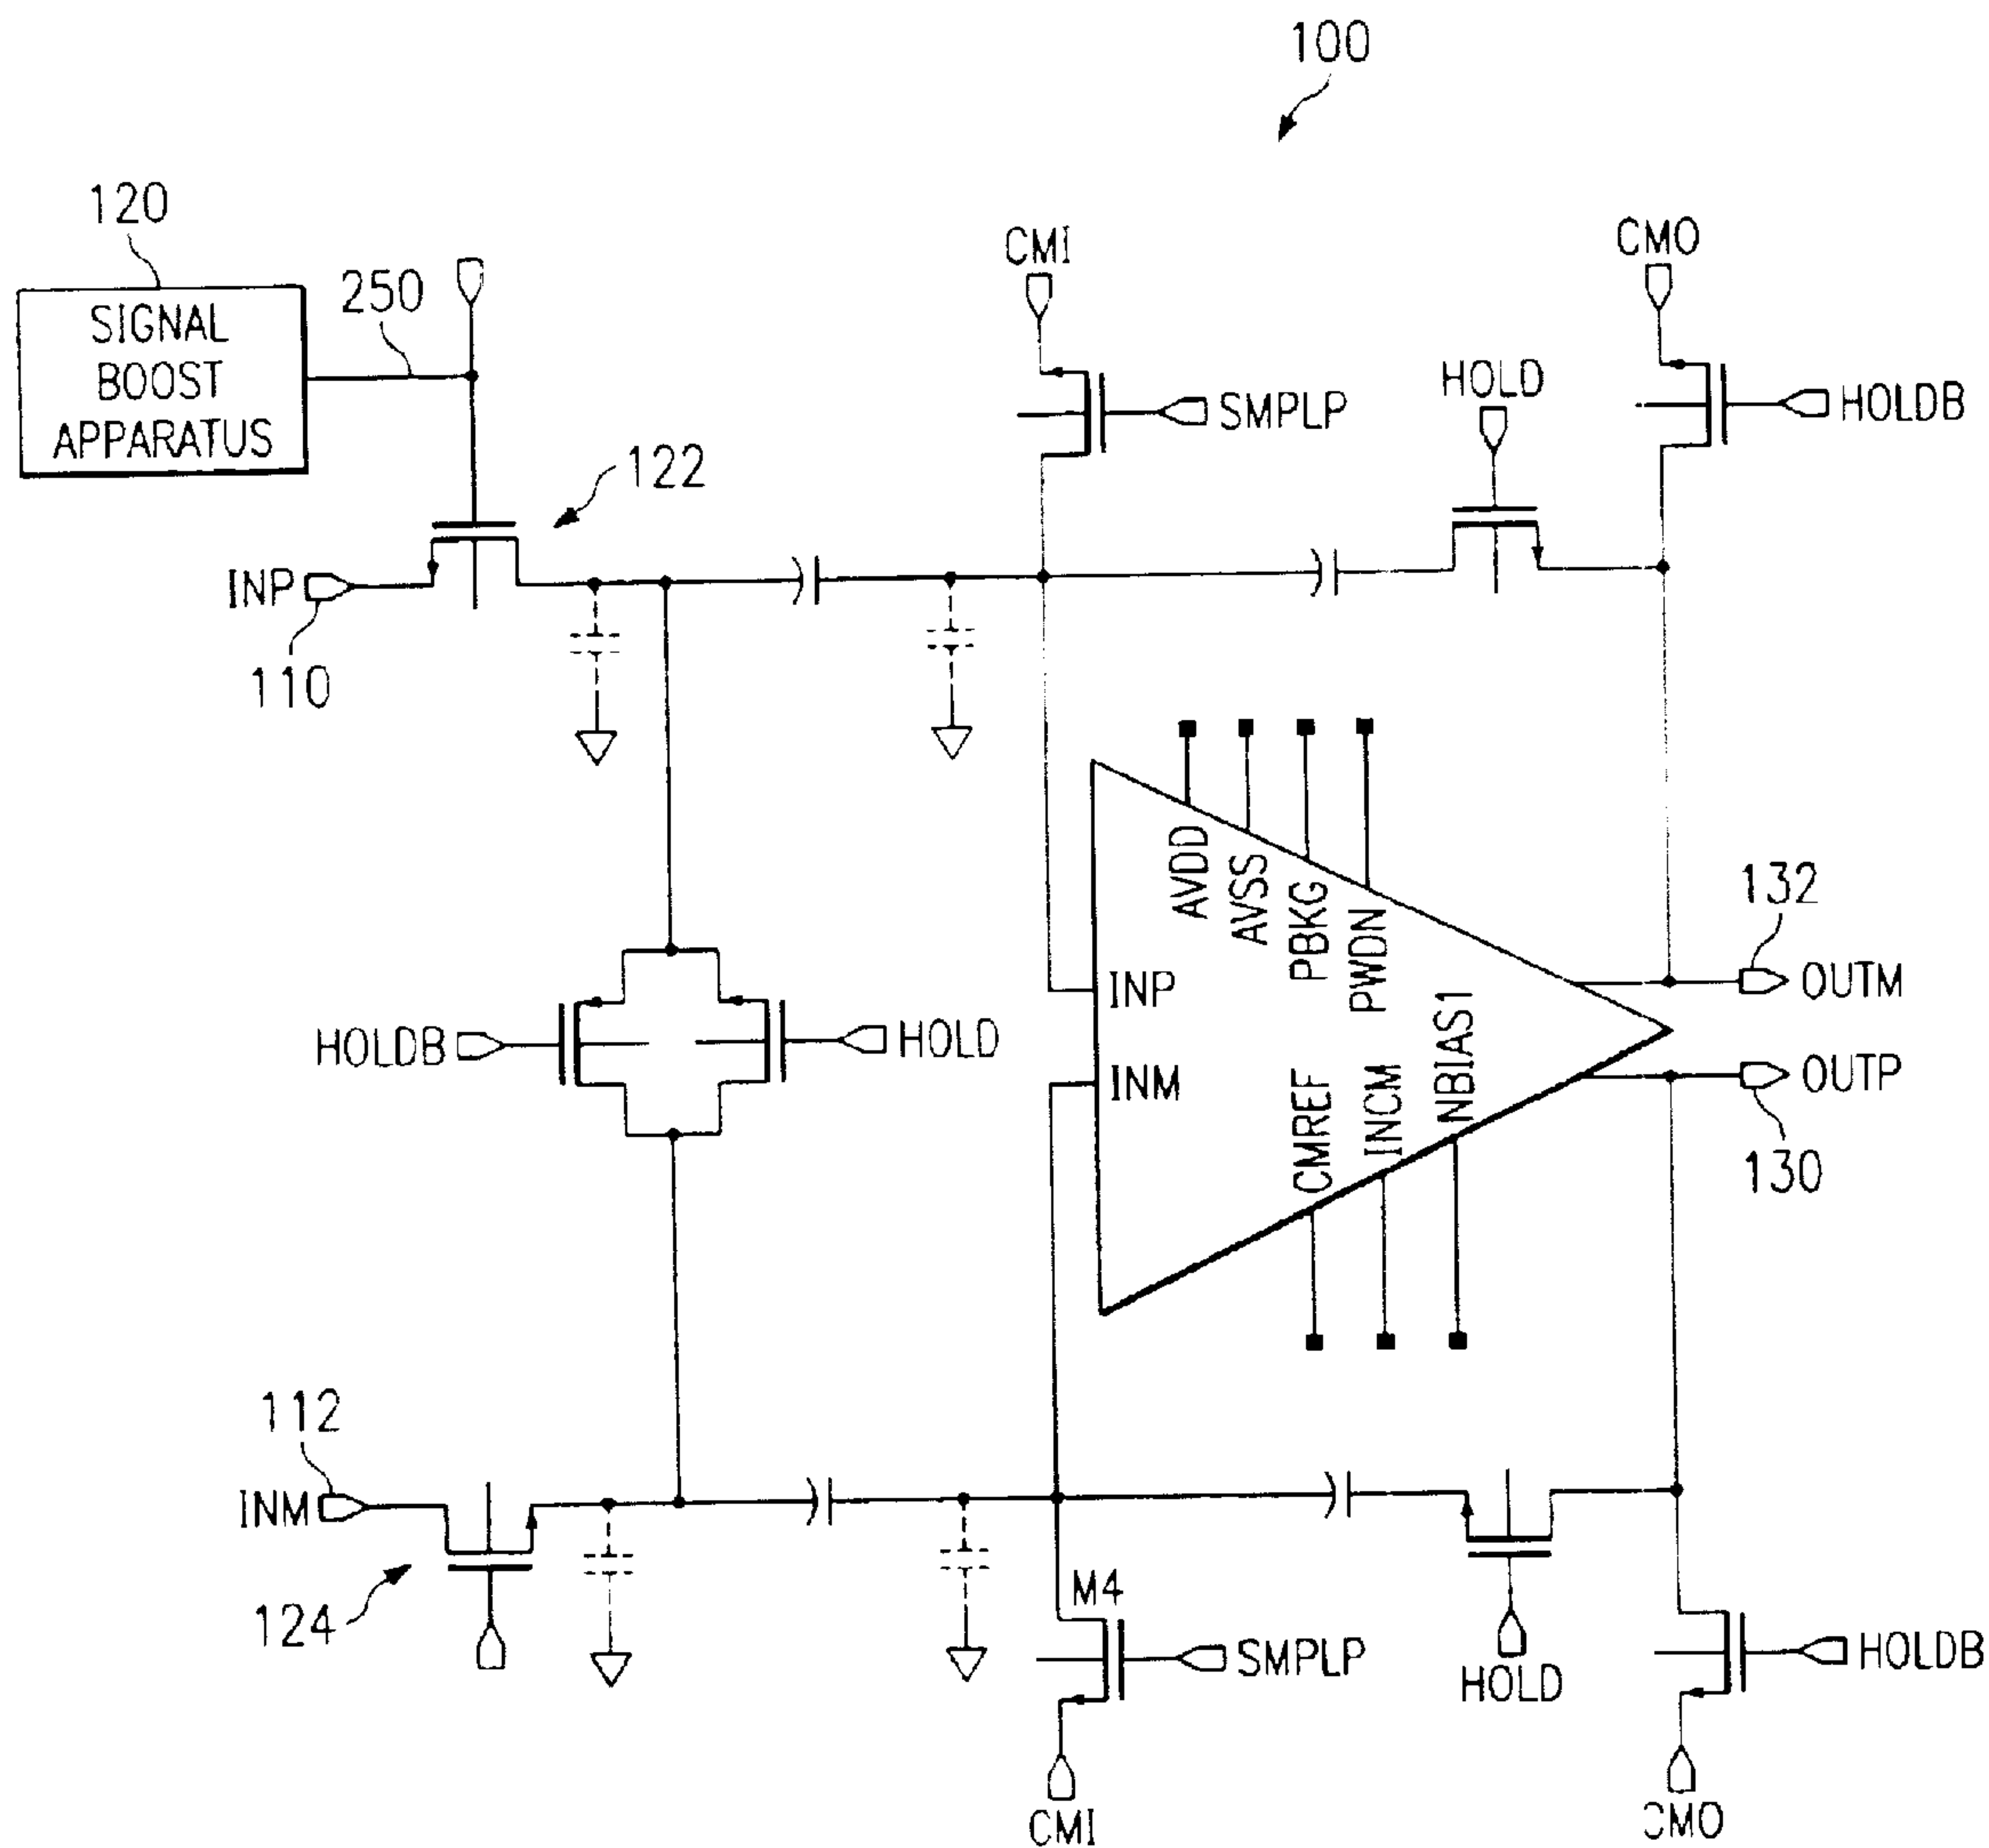 100
120
SIGNAL
BOOST
APPARATUS
250
CMI
CMO
SMPLP
HOLD
HOLDB
122
INP
110
AVDD
AVSS
PBKG
PWDN
132
OUTM
INP
HOLDB
HOLD
INM
CMREF
INCM
NBIAS1
OUTP
130
112
INM
124
M4
SMPLP
HOLD
HOLDB
CMI
CMO